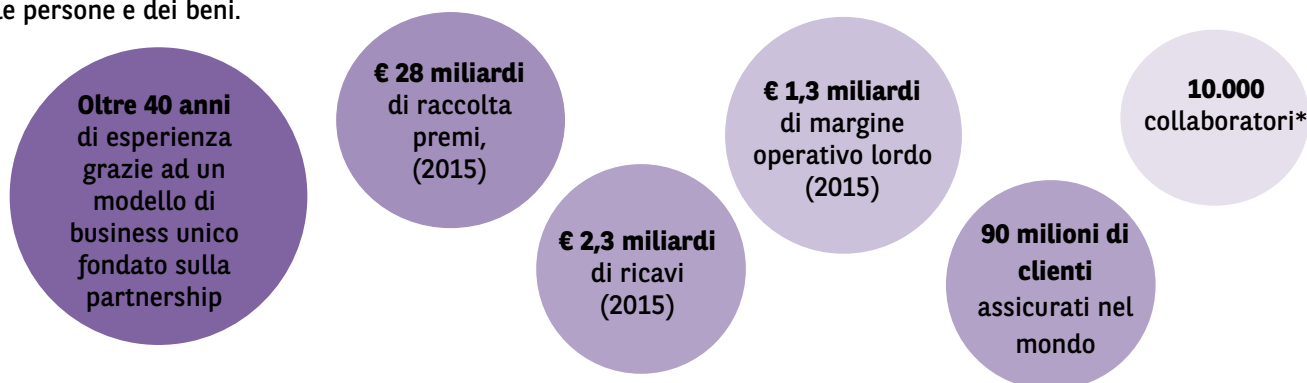 le persone e dei beni.
Oltre 40 anni
di esperienza
grazie ad un
modello di
business unico
fondato sulla
partnership
€ 28 miliardi
di raccolta
premi,
(2015)
€ 2,3 miliardi
di ricavi
(2015)
€ 1,3 miliardi
di margine
operativo lordo
(2015)
90 milioni di
clienti
assicurati nel
mondo
10.000
collaboratori*